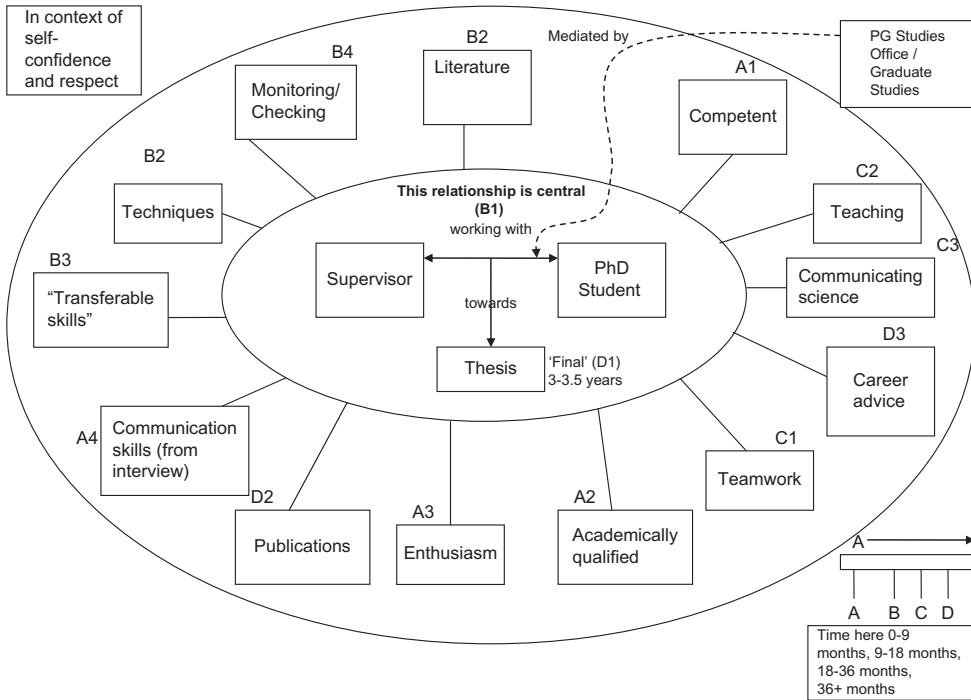 In context of
self-
confidence
and respect
B4
Monitoring/
Checking
B2
Literature
Mediated by
PG Studies
Office /
Graduate
Studies
A1
Competent
B2
Techniques
This relationship is central
(B1)
working with
C2
Teaching
B3
“Transferable
skills”
Supervisor
PhD
Student
C3
Communicating
science
towards
Thesis
‘Final’ (D1)
3-3.5 years
D3
Career
advice
A4
Communication
skills (from
interview)
D2
Publications
A3
Enthusiasm
A2
Academically
qualified
C1
Teamwork
A
A B C D
Time here 0-9
months, 9-18 months,
18-36 months,
36+ months